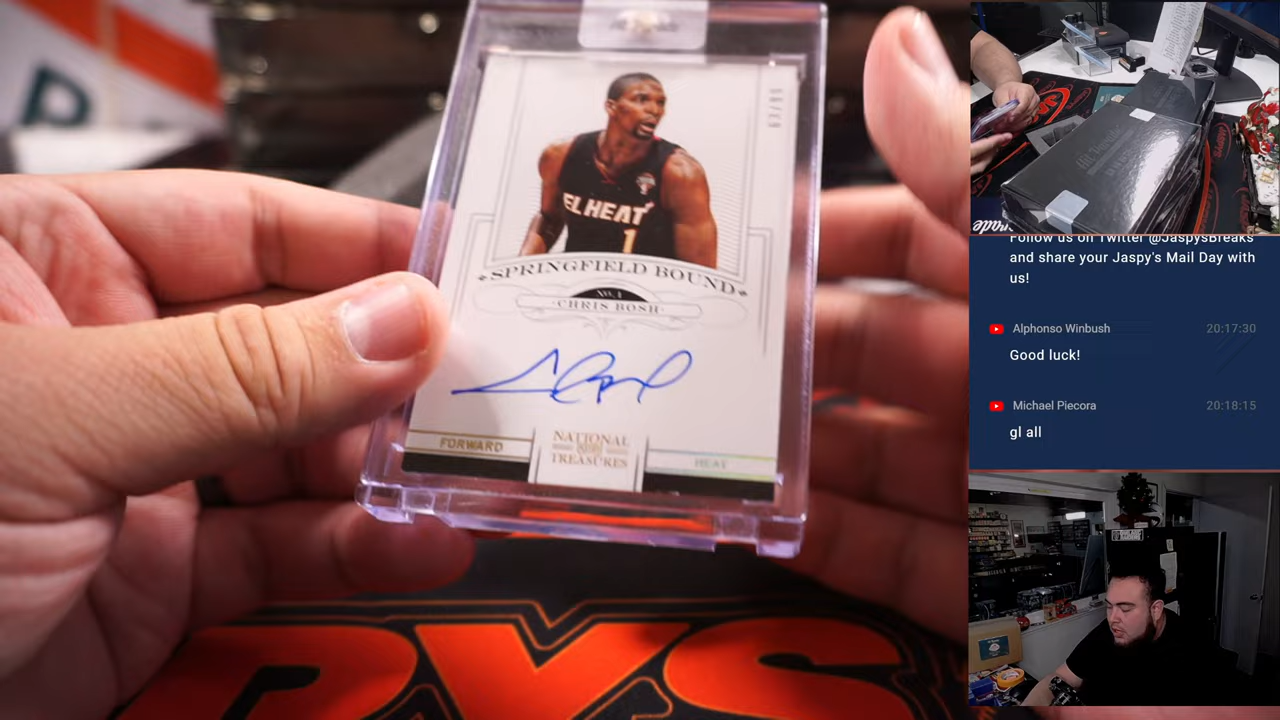 EL HEAT
1
SPRINGFIELD BOUND
NO. 1
CHRIS BOSH
FORWARD
NATIONAL
TREASURES
HEAT
Follow us on Twitter @JaspysBreaks
and share your Jaspy's Mail Day with
us!
Alphonso Winbush 20:17:30
Good luck!
Michael Piecora 20:18:15
gl all